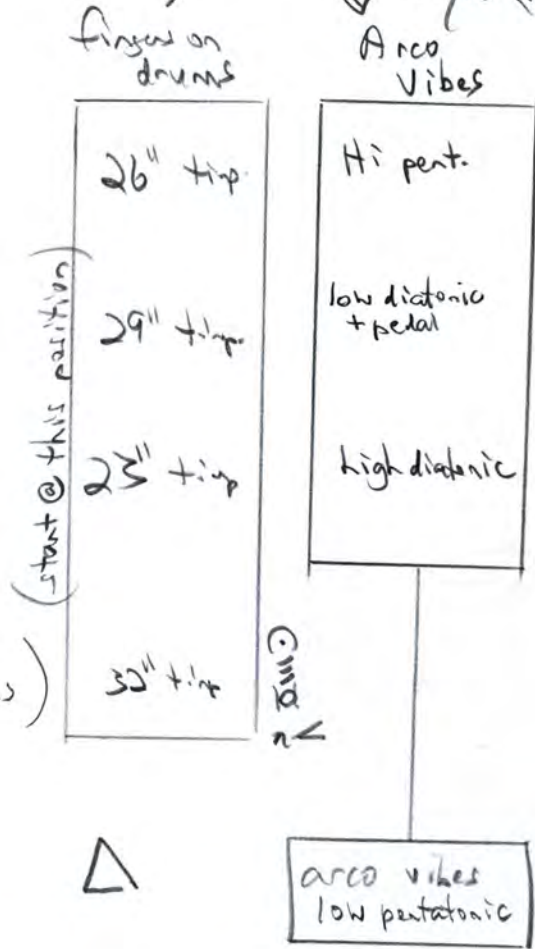 fingers on
drums
26" timp.
29" timp.
23" timp
32" timp
(start @ this position)
Arco
Vibes
Hi pent.
low diatonic
+ pedal
high diatonic
arco vibes
low pentatonic